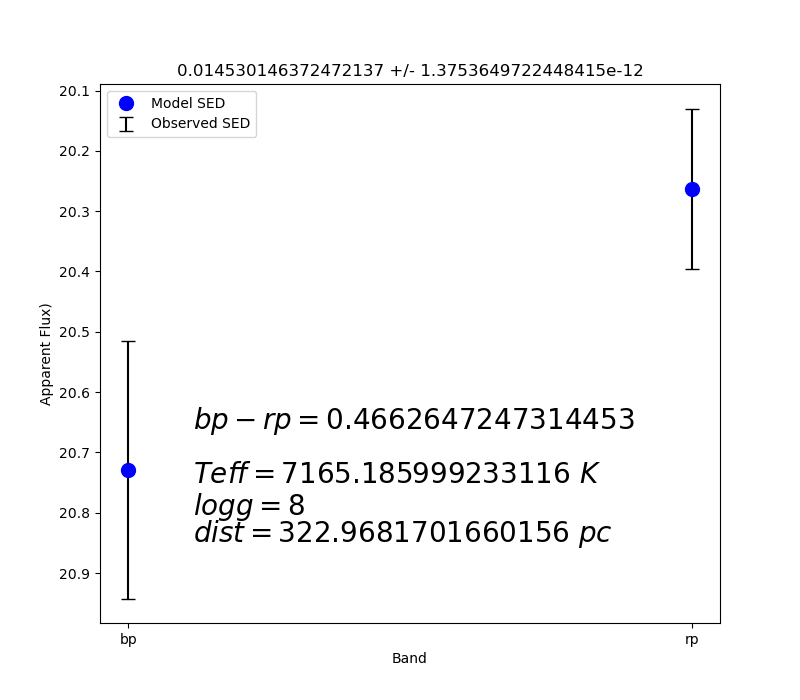 0.014530146372472137 +/- 1.3753649722448415e-12
20.1
Model SED
Observed SED
20.2
20.3
20.4
20.5
20.6
20.7
20.8
20.9
Apparent Flux)
bp − rp = 0.4662647247314453
Teff = 7165.185999233116 K
logg = 8
dist = 322.9681701660156 pc
bp
rp
Band